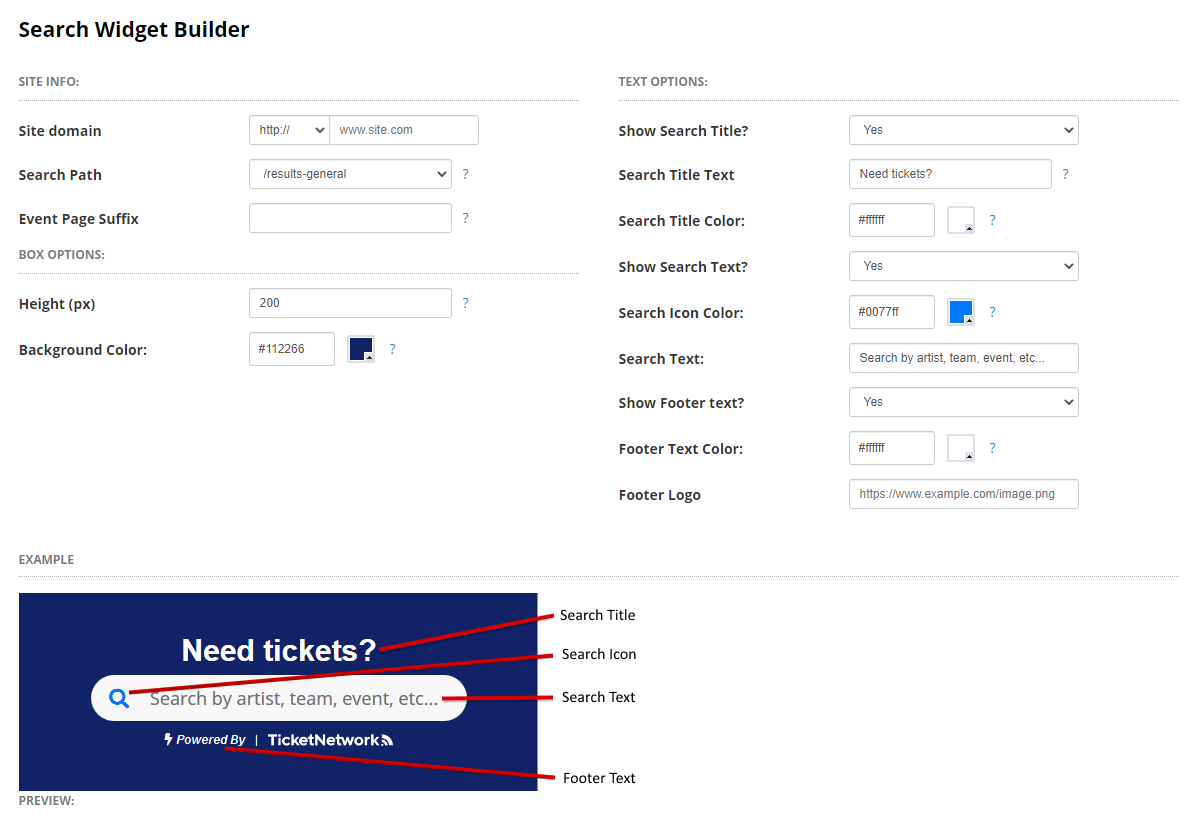 Search Widget Builder
SITE INFO:
Site domain http:// www.site.com
Search Path /results-general ?
Event Page Suffix ?
BOX OPTIONS:
Height (px) 200 ?
Background Color: #112266 ?
TEXT OPTIONS:
Show Search Title? Yes
Search Title Text Need tickets? ?
Search Title Color: #ffffff ?
Show Search Text? Yes
Search Icon Color: #0077ff ?
Search Text: Search by artist, team, event, etc...
Show Footer text? Yes
Footer Text Color: #ffffff ?
Footer Logo https://www.example.com/image.png
EXAMPLE
Need tickets?
Search by artist, team, event, etc...
Powered By | TicketNetwork
Search Title
Search Icon
Search Text
Footer Text
PREVIEW: